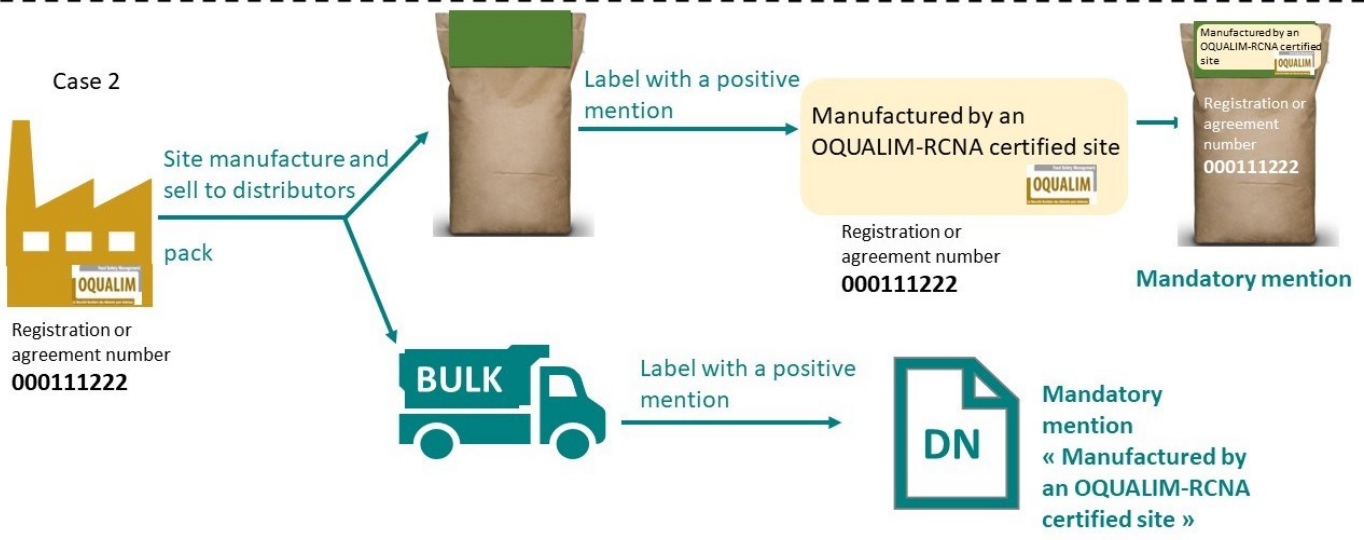 Case 2
Site manufacture and
sell to distributors
pack
OQUALIM
Registration or
agreement number
000111222
Label with a positive
mention
Manufactured by an
OQUALIM-RCNA certified site
OQUALIM
Registration or
agreement number
000111222
Manufactured by an
OQUALIM-RCNA certified
site
OQUALIM
Registration or
agreement
number
000111222
Mandatory mention
BULK
Label with a positive
mention
DN
Mandatory
mention
« Manufactured by
an OQUALIM-RCNA
certified site »